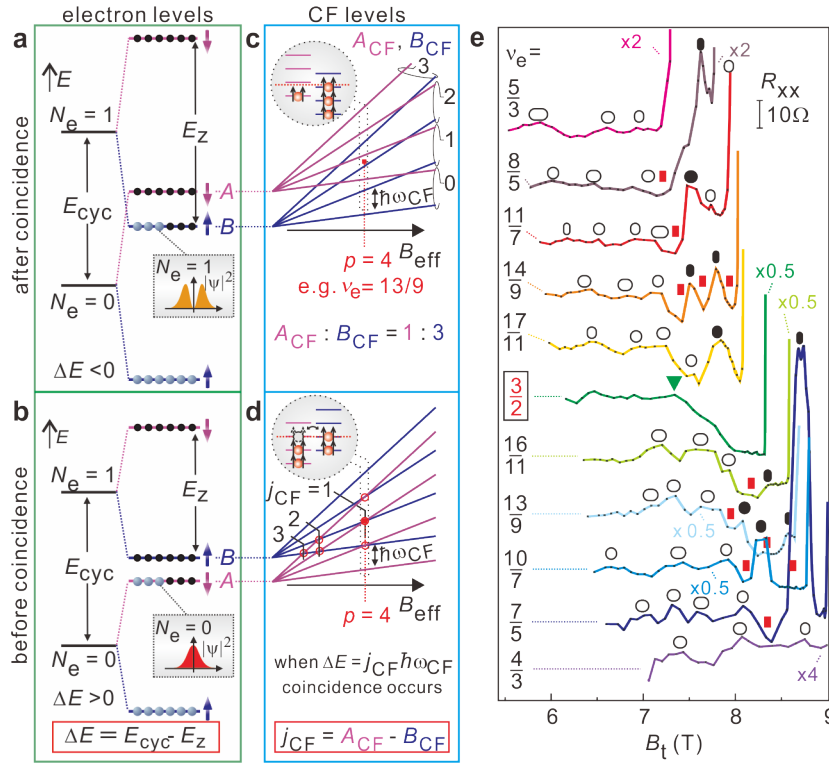 electron levels
CF levels
after coincidence
before coincidence
a
↑E
N_e = 1
E_cyc
N_e = 0
E_z
A
B
N_e = 1
|ψ|²
ΔE < 0
b
↑E
N_e = 1
E_cyc
N_e = 0
E_z
B
A
N_e = 0
|ψ|²
ΔE > 0
ΔE = E_cyc - E_z
c
A_CF, B_CF
3
2
1
0
ħω_CF
B_eff
p = 4
e.g. ν_e = 13/9
A_CF : B_CF = 1 : 3
d
j_CF = 1
2
3
ħω_CF
B_eff
p = 4
when ΔE = j_CF ħω_CF
coincidence occurs
j_CF = A_CF - B_CF
e
ν_e =
x2
x2
R_xx
10Ω
5/3
8/5
11/7
14/9
17/11
3/2
x0.5
x0.5
16/11
13/9
x0.5
10/7
x0.5
7/5
4/3
x4
6
7
8
9
B_t (T)